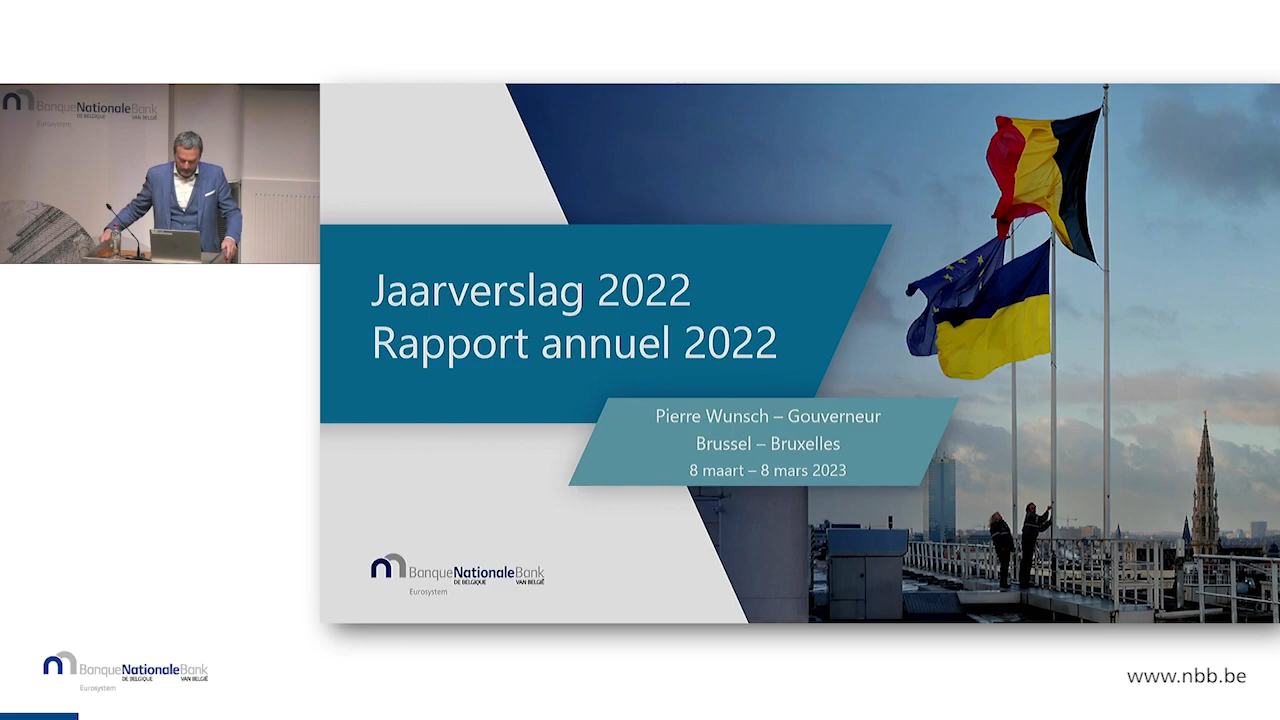 BanqueNationaleBank
DE BELGIQUE VAN BELGIË
Eurosystem
Jaarverslag 2022
Rapport annuel 2022
Pierre Wunsch – Gouverneur
Brussel – Bruxelles
8 maart – 8 mars 2023
BanqueNationaleBank
DE BELGIQUE VAN BELGIË
Eurosystem
BanqueNationaleBank
DE BELGIQUE VAN BELGIË
Eurosystem
www.nbb.be